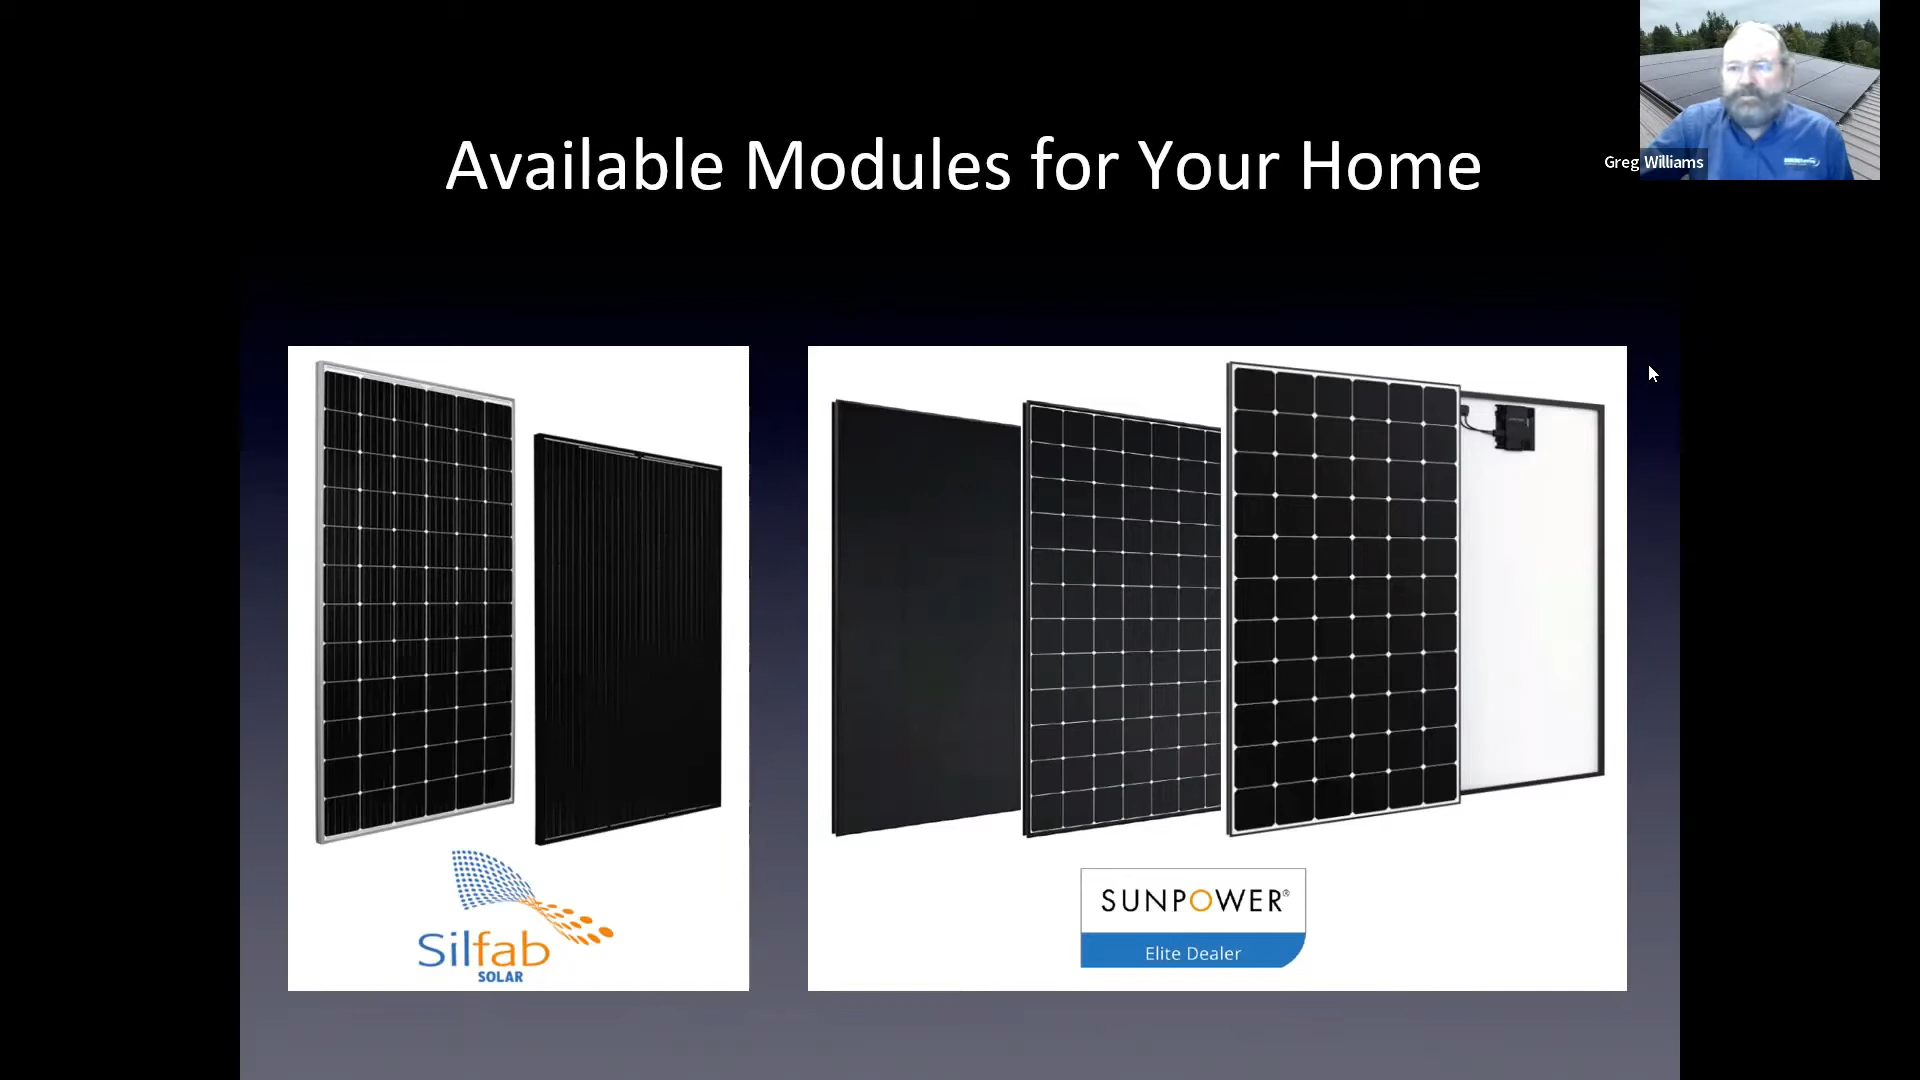 Available Modules for Your Home
Greg Williams
Silfab
SOLAR
SUNPOWER®
Elite Dealer